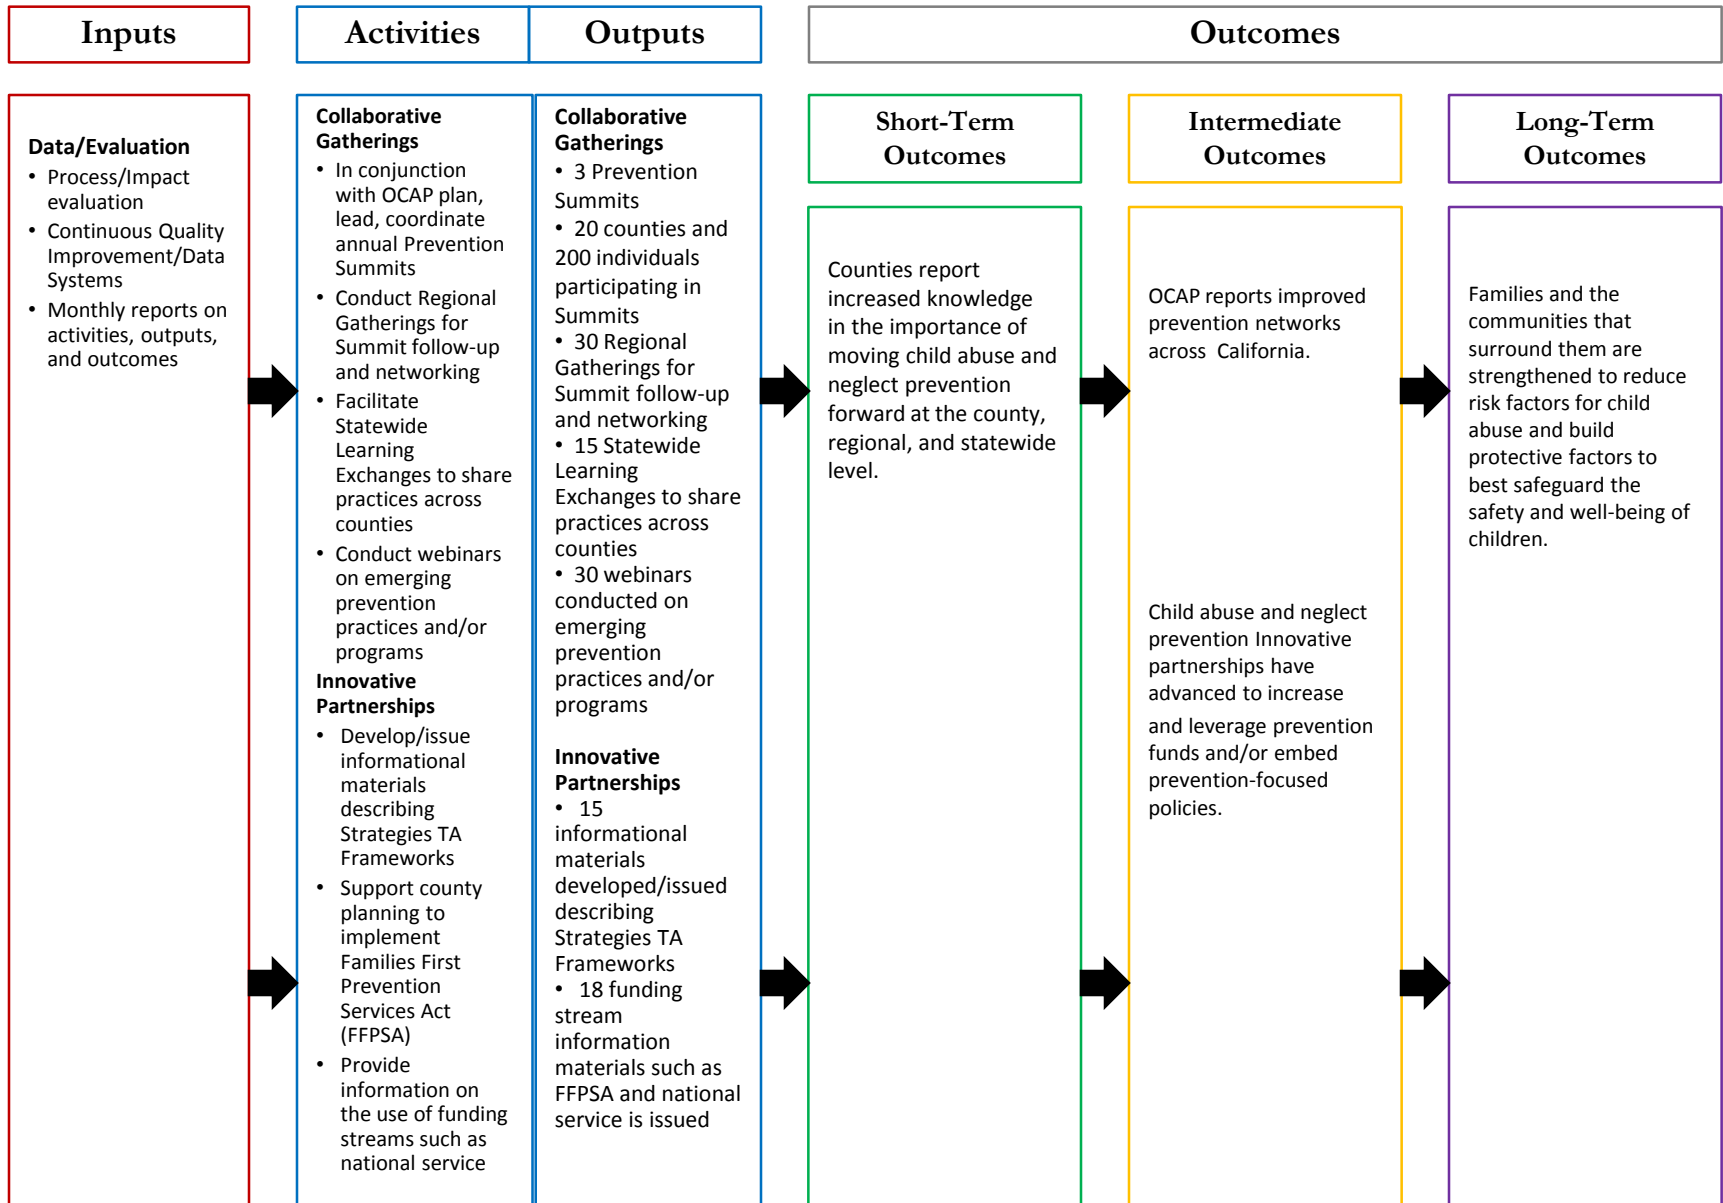 Inputs
Activities
Outputs
Outcomes
Data/Evaluation
• Process/Impact
evaluation
• Continuous Quality
Improvement/Data
Systems
• Monthly reports on
activities, outputs,
and outcomes
Collaborative
Gatherings
• In conjunction
with OCAP plan,
lead, coordinate
annual Prevention
Summits
• Conduct Regional
Gatherings for
Summit follow-up
and networking
• Facilitate
Statewide
Learning
Exchanges to share
practices across
counties
• Conduct webinars
on emerging
prevention
practices and/or
programs
Innovative
Partnerships
• Develop/issue
informational
materials
describing
Strategies TA
Frameworks
• Support county
planning to
implement
Families First
Prevention
Services Act
(FFPSA)
• Provide
information on
the use of funding
streams such as
national service
Collaborative
Gatherings
• 3 Prevention
Summits
• 20 counties and
200 individuals
participating in
Summits
• 30 Regional
Gatherings for
Summit follow-up
and networking
• 15 Statewide
Learning
Exchanges to share
practices across
counties
• 30 webinars
conducted on
emerging
prevention
practices and/or
programs
Innovative
Partnerships
• 15
informational
materials
developed/issued
describing
Strategies TA
Frameworks
• 18 funding
stream
information
materials such as
FFPSA and national
service is issued
Short-Term
Outcomes
Counties report
increased knowledge
in the importance of
moving child abuse and
neglect prevention
forward at the county,
regional, and statewide
level.
Intermediate
Outcomes
OCAP reports improved
prevention networks
across California.
Child abuse and neglect
prevention Innovative
partnerships have
advanced to increase
and leverage prevention
funds and/or embed
prevention-focused
policies.
Long-Term
Outcomes
Families and the
communities that
surround them are
strengthened to reduce
risk factors for child
abuse and build
protective factors to
best safeguard the
safety and well-being of
children.